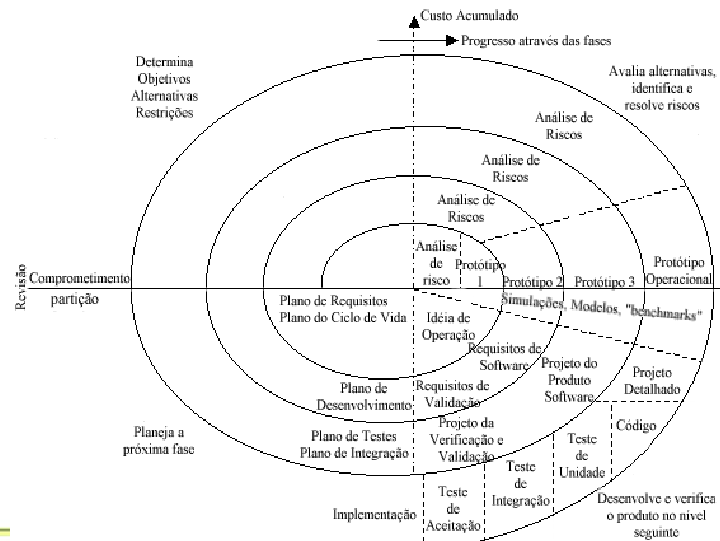 Custo Acumulado
Progresso através das fases
Determina
Objetivos
Alternativas
Restrições
Avalia alternativas,
identifica e
resolve riscos
Análise de
Riscos
Análise de
Riscos
Análise de
Riscos
Análise
de
risco
Protótipo
1
Protótipo 2
Protótipo 3
Protótipo
Operacional
Revisão
Comprometimento
partição
Simulações, Modelos, "benchmarks"
Plano de Requisitos
Plano do Ciclo de Vida
Idéia de
Operação
Requisitos de
Software
Projeto do
Produto
Software
Projeto
Detalhado
Plano de
Desenvolvimento
Requisitos de
Validação
Código
Planeja a
próxima fase
Plano de Testes
Plano de Integração
Projeto da
Verificação e
Validação
Teste
de
Unidade
Teste
de
Integração
Teste
de
Aceitação
Implementação
Desenvolve e verifica
o produto no nível
seguinte